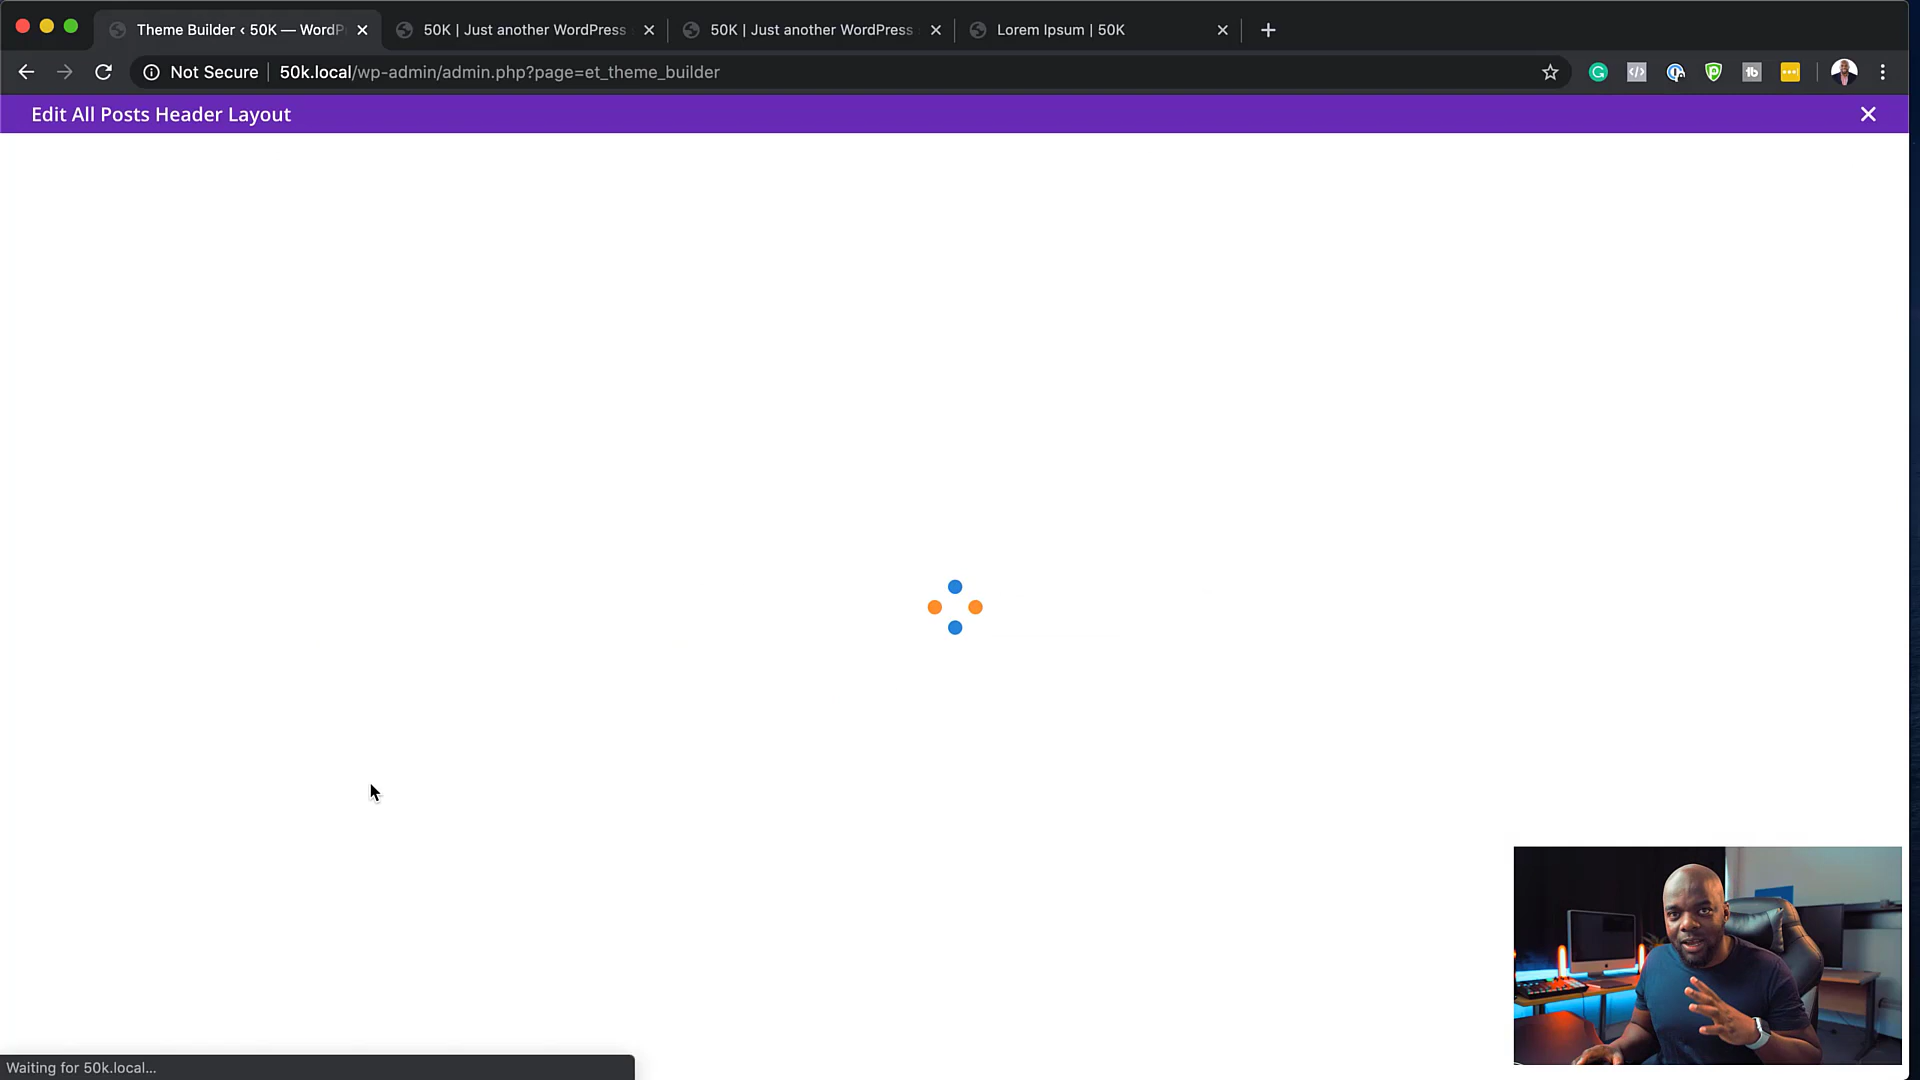 Theme Builder ‹ 50K — WordP
50K | Just another WordPress
50K | Just another WordPress
Lorem Ipsum | 50K
Not Secure
50k.local/wp-admin/admin.php?page=et_theme_builder
Edit All Posts Header Layout
Waiting for 50k.local...